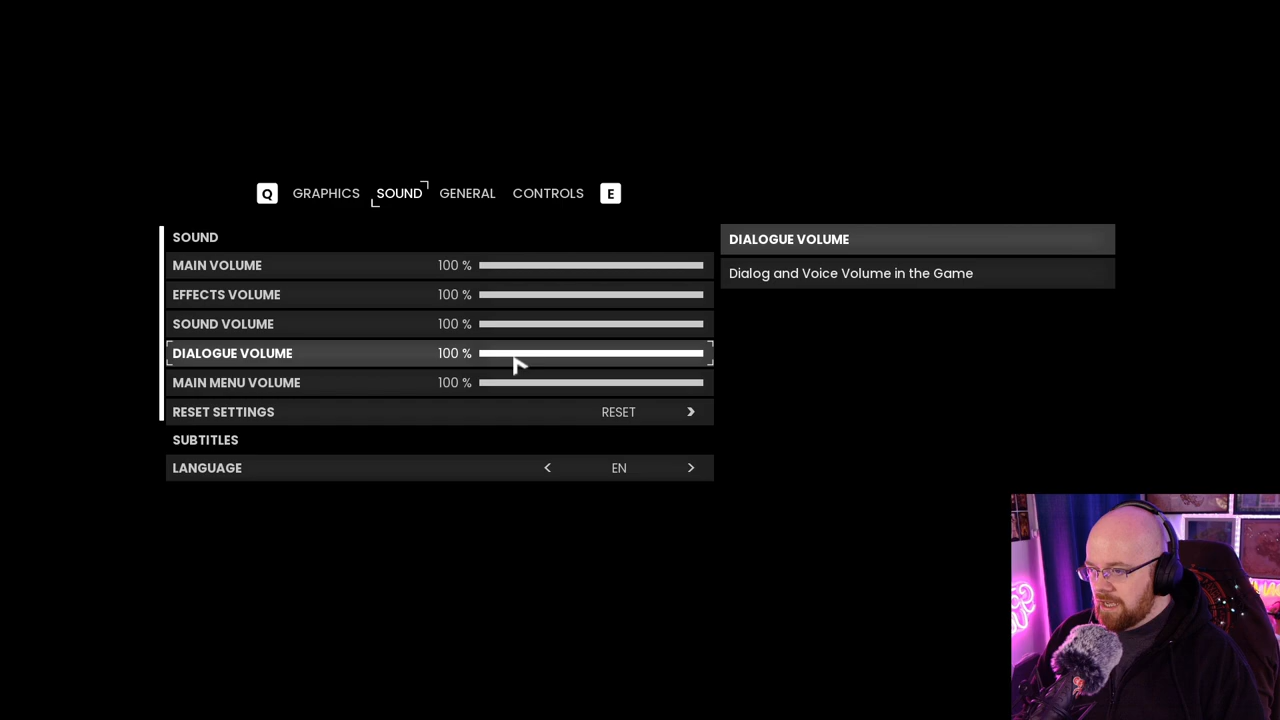 Q GRAPHICS SOUND GENERAL CONTROLS E
SOUND
MAIN VOLUME 100 %
EFFECTS VOLUME 100 %
SOUND VOLUME 100 %
DIALOGUE VOLUME 100 %
MAIN MENU VOLUME 100 %
RESET SETTINGS RESET >
SUBTITLES
LANGUAGE < EN >
DIALOGUE VOLUME
Dialog and Voice Volume in the Game